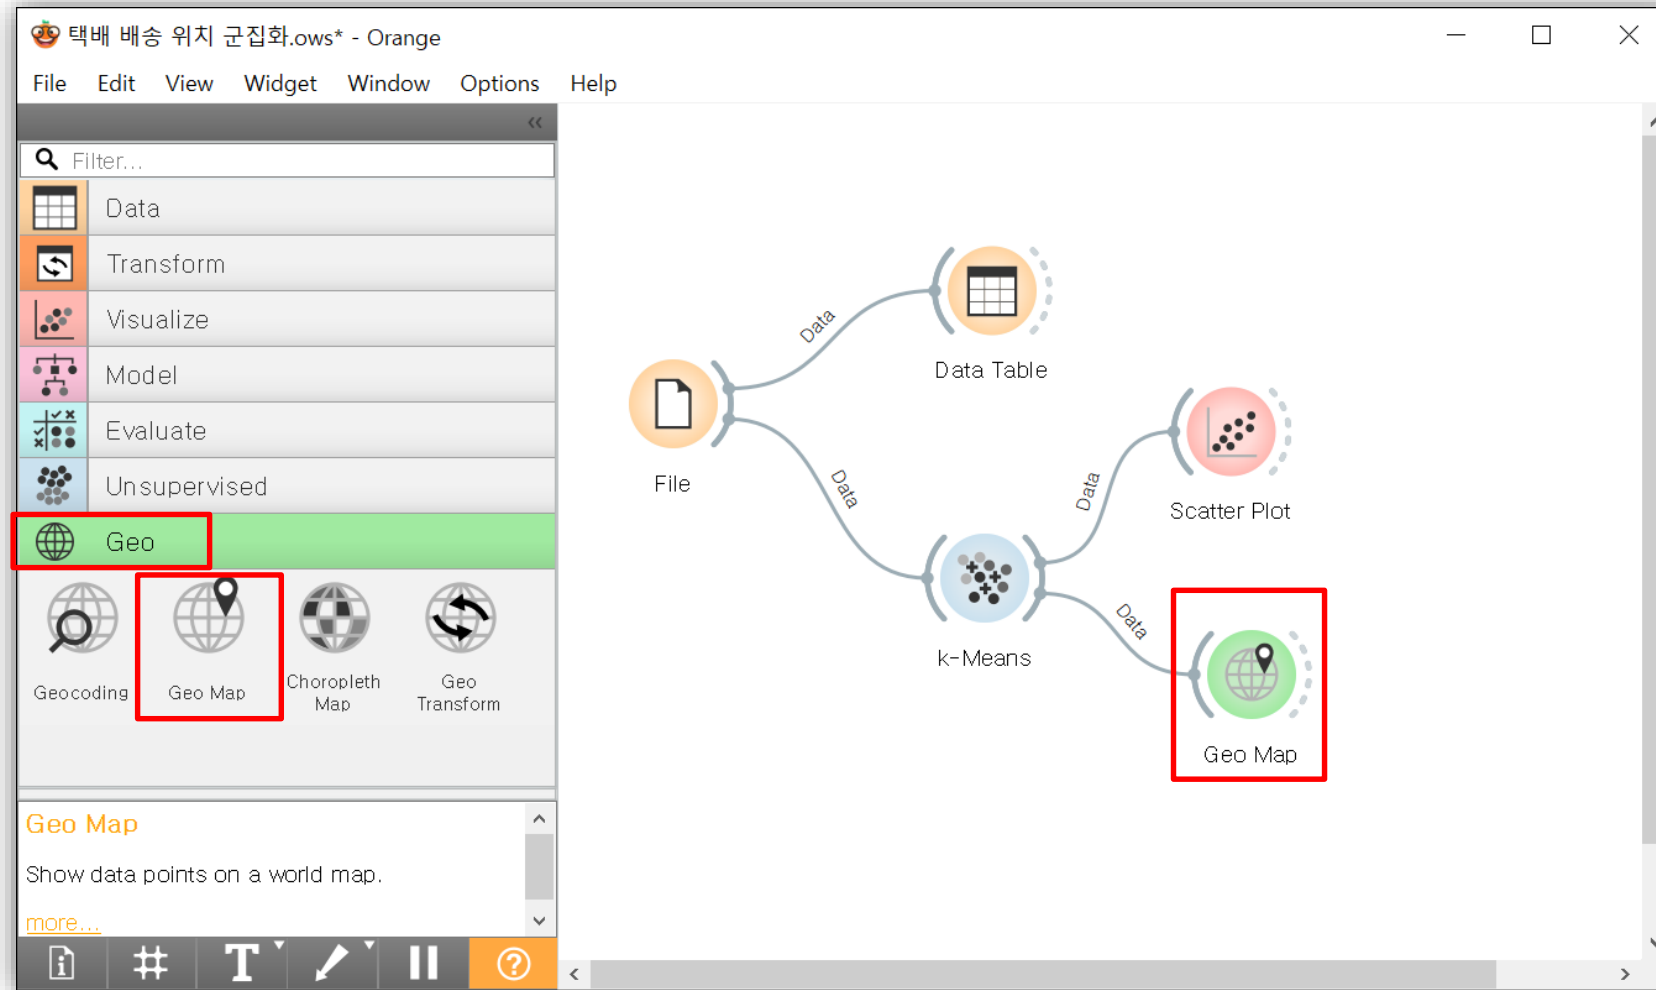 택배 배송 위치 군집화.ows* - Orange
File Edit View Widget Window Options Help
Filter...
Data
Transform
Visualize
Model
Evaluate
Unsupervised
Geo
Geocoding
Geo Map
Choropleth
Map
Geo
Transform
Geo Map
Show data points on a world map.
more...
Data
Data Table
File
Data
Data
Scatter Plot
k-Means
Data
Geo Map